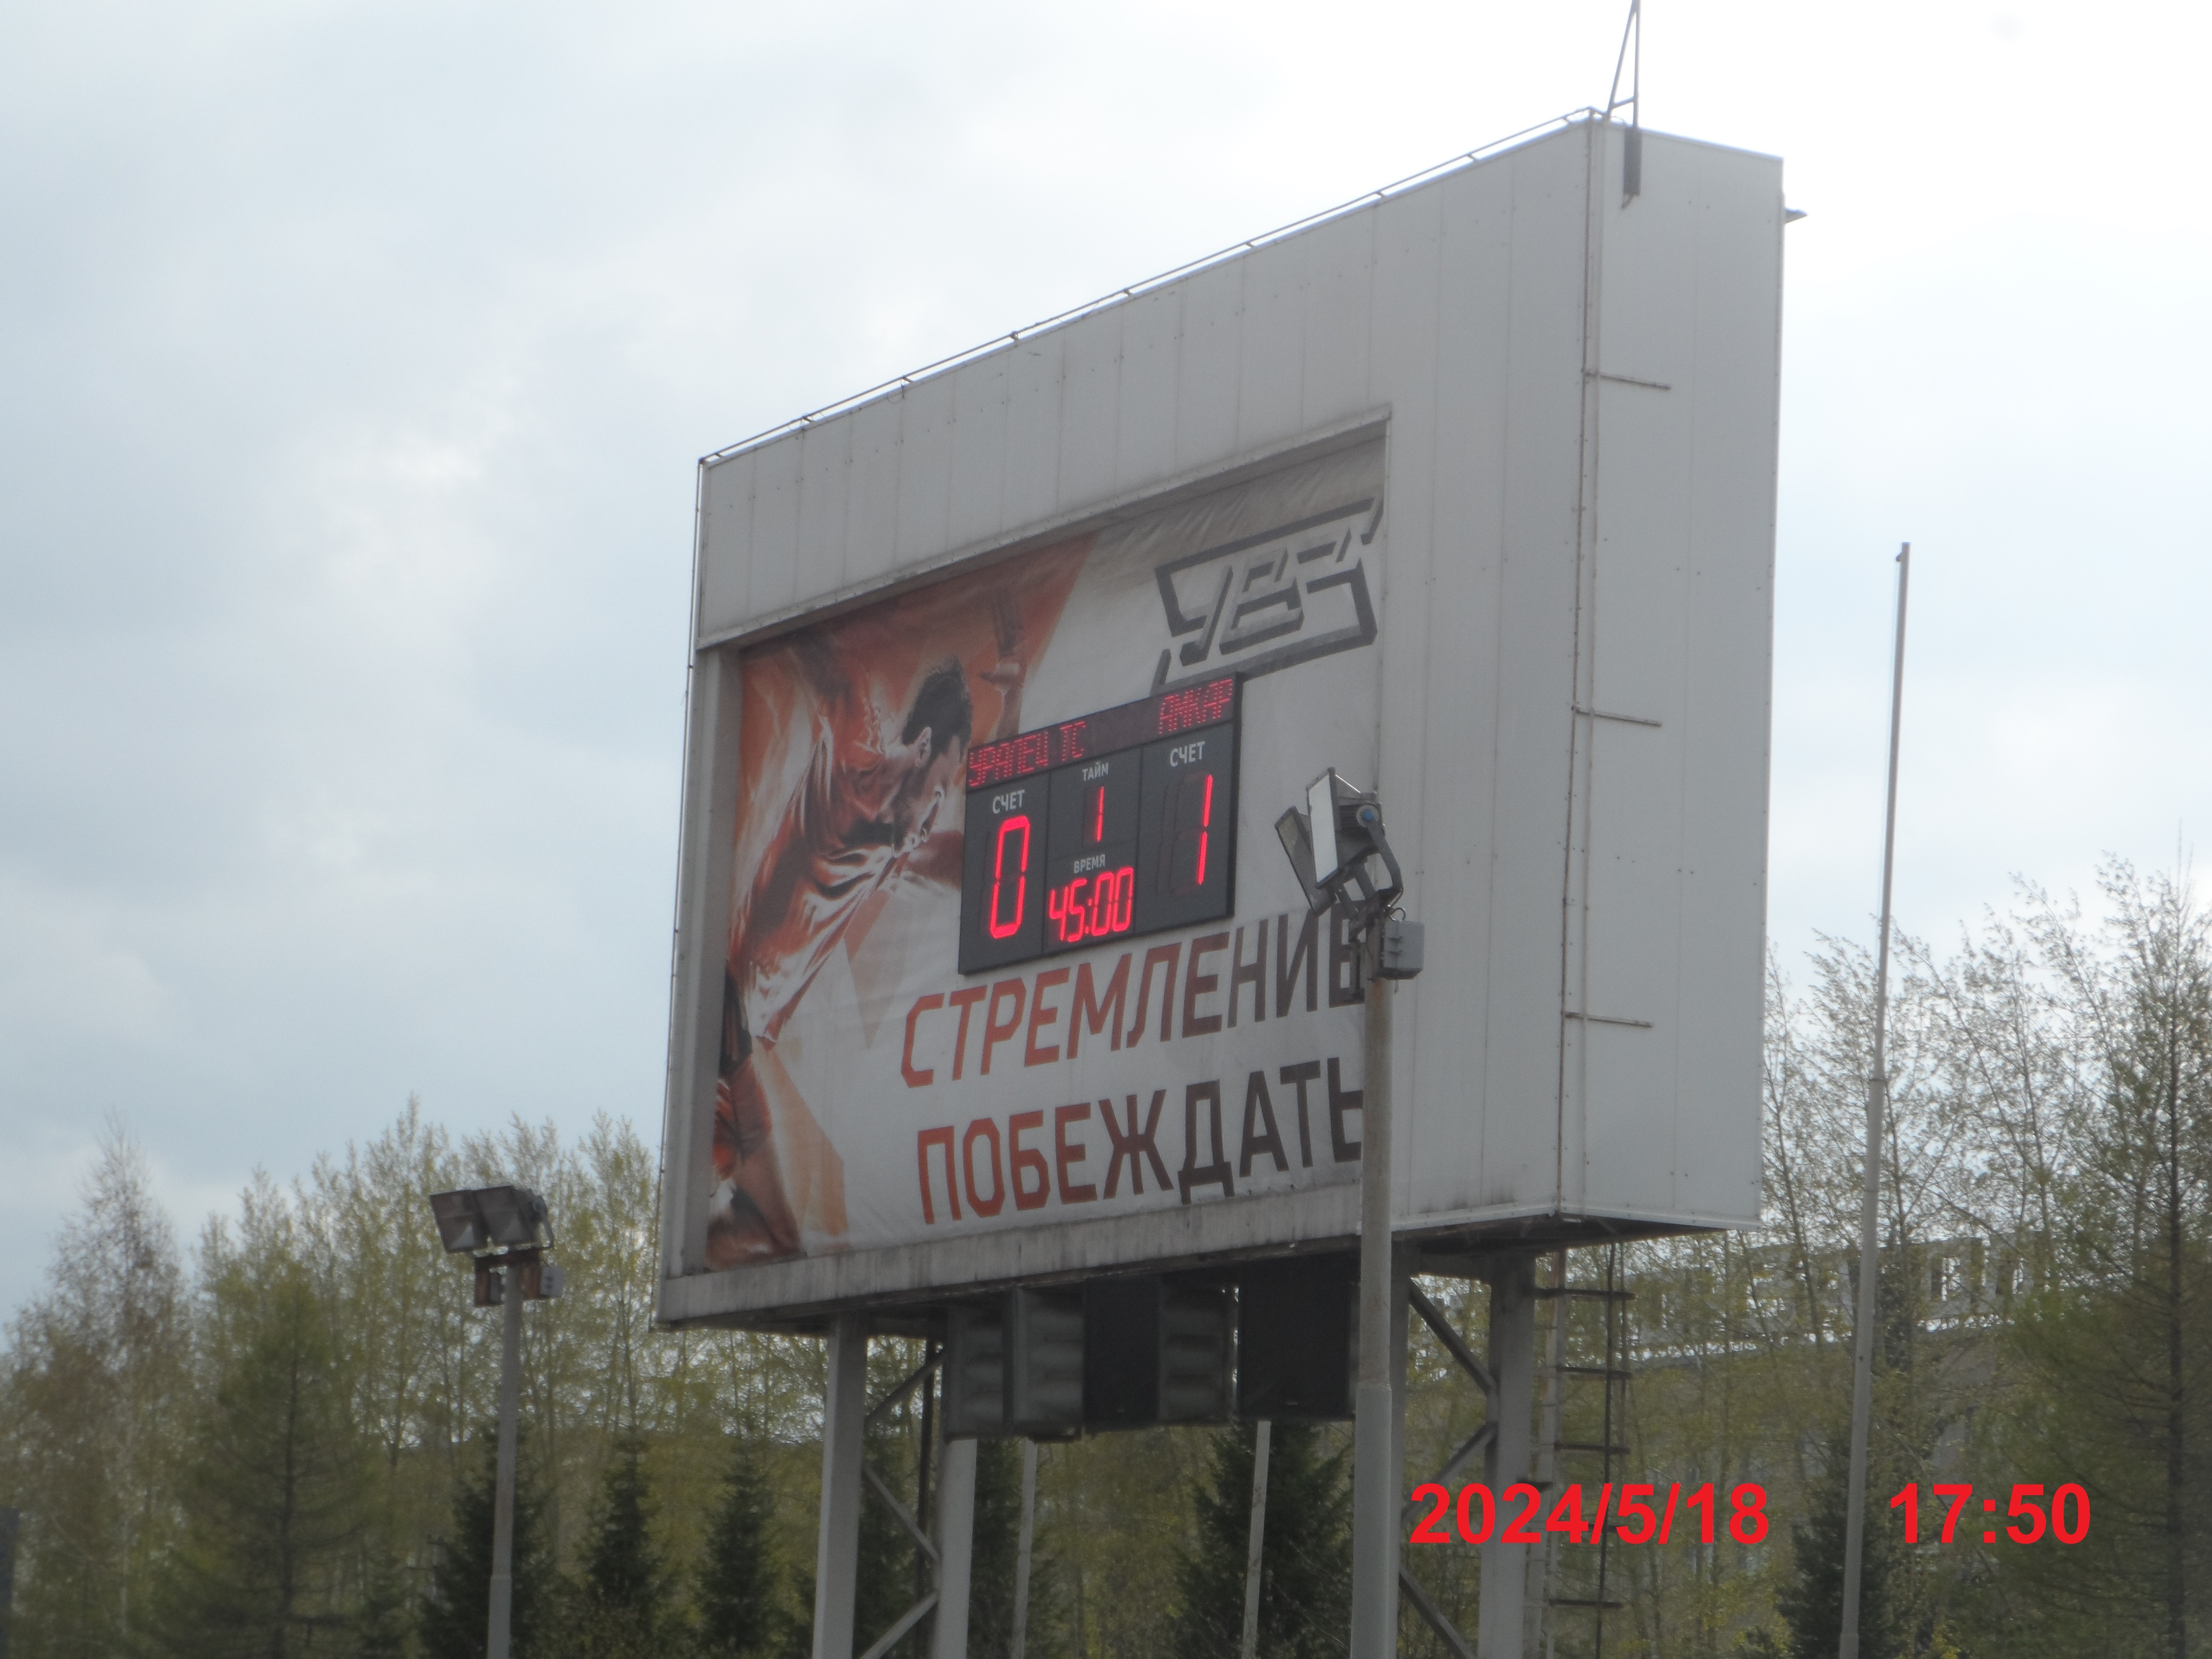 УВЗ
УРАЛЕЦ ТС АМКАР
СЧЕТ ТАЙМ СЧЕТ
0 1 1
ВРЕМЯ
45:00
СТРЕМЛЕНИЕ
ПОБЕЖДАТЬ
2024/5/18 17:50